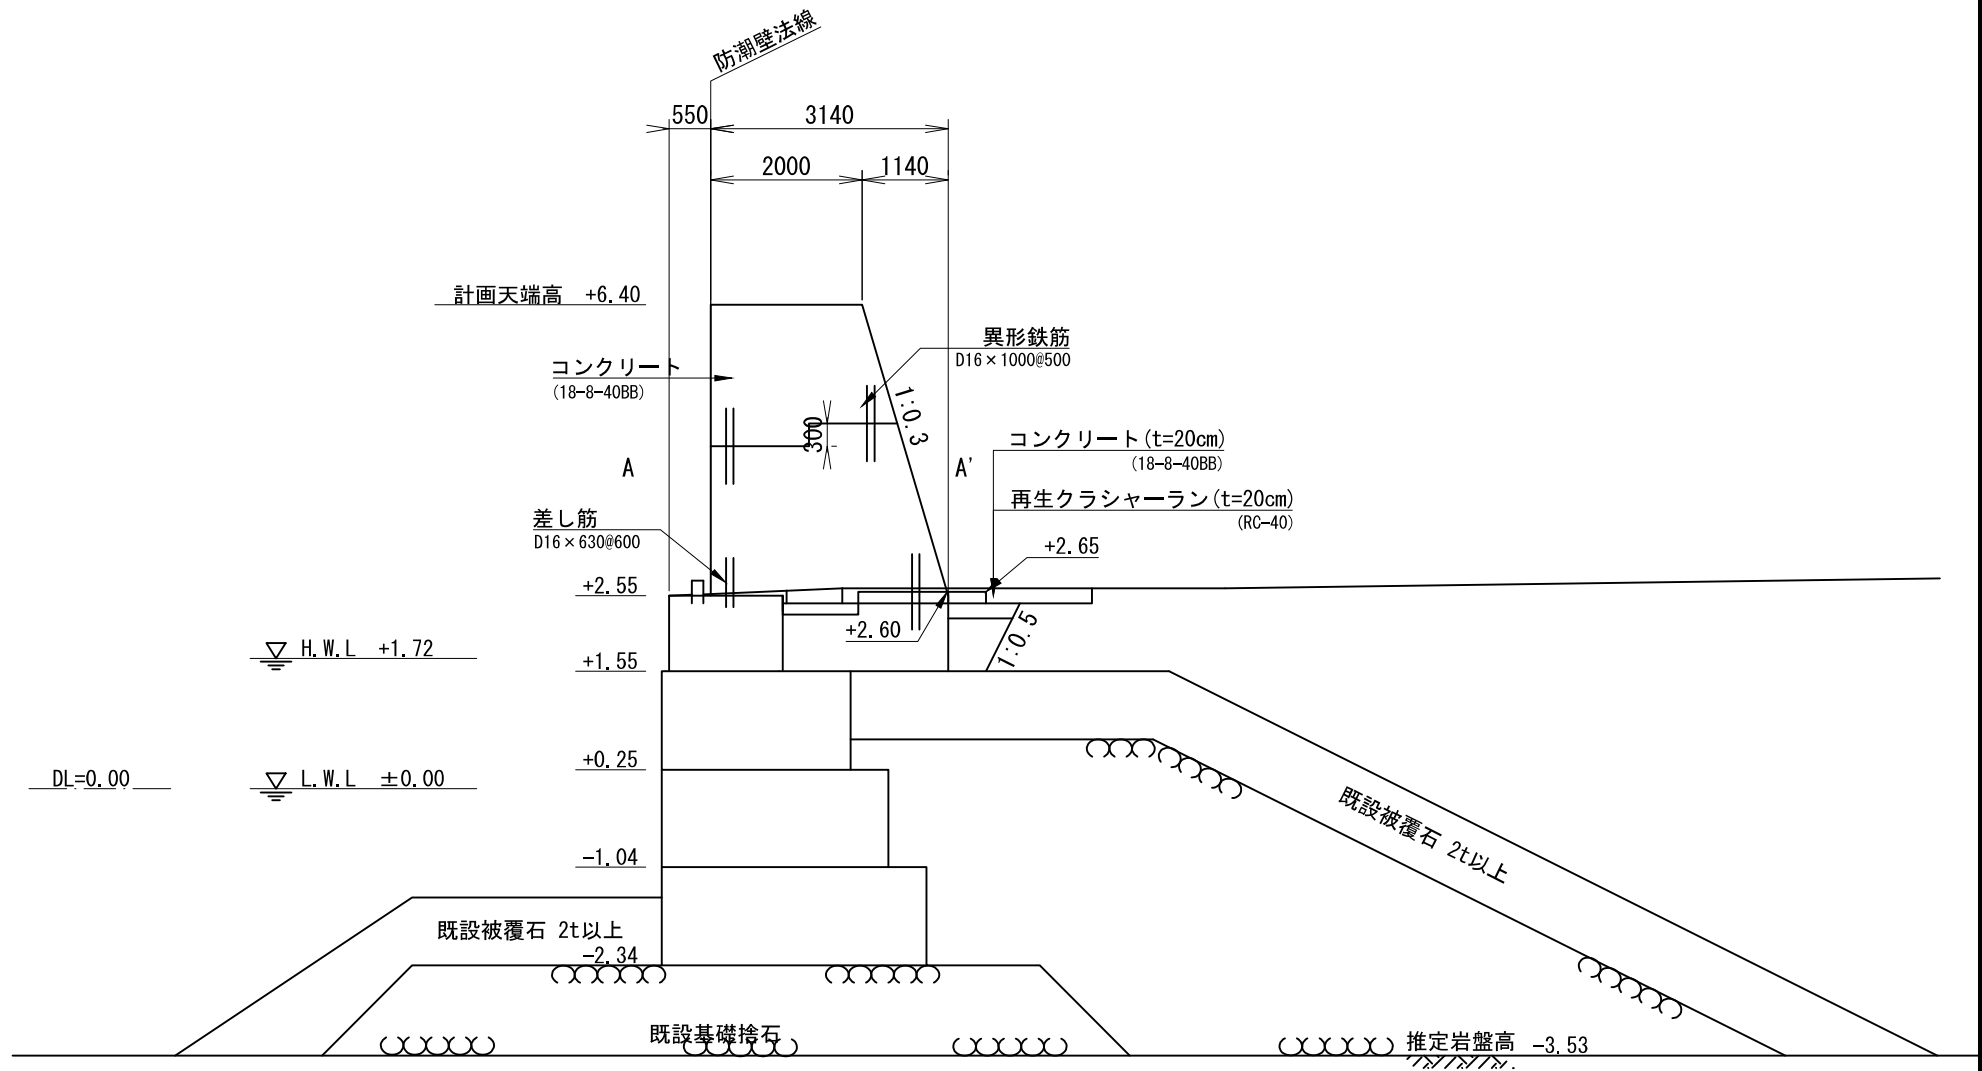 防潮壁法線
550
3140
2000
1140
計画天端高 +6.40
異形鉄筋
D16×1000@500
コンクリート
(18-8-40BB)
1:0.3
300
コンクリート(t=20cm)
(18-8-40BB)
A
A'
再生クラシャーラン(t=20cm)
(RC-40)
差し筋
D16×630@600
+2.65
+2.55
+2.60
1:0.5
H.W.L +1.72
+1.55
+0.25
DL=0.00
L.W.L ±0.00
既設被覆石 2t以上
-1.04
既設被覆石 2t以上
-2.34
既設基礎捨石
推定岩盤高 -3.53